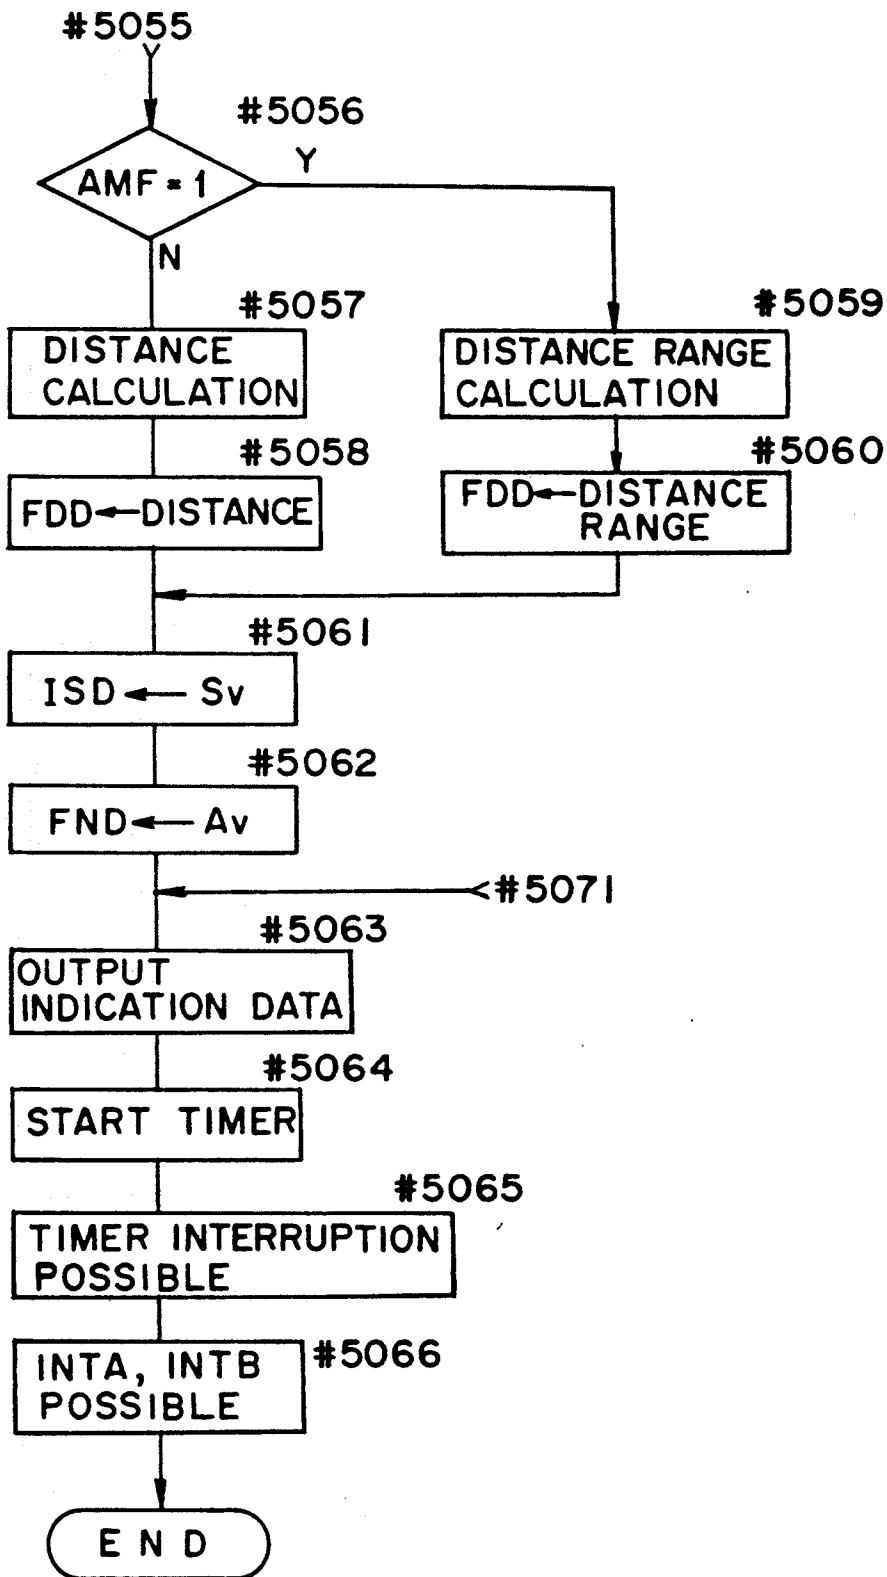 #5055
#5056
AMF = 1
Y
N
#5057
DISTANCE
CALCULATION
#5059
DISTANCE RANGE
CALCULATION
#5058
FDD←DISTANCE
#5060
FDD←DISTANCE
RANGE
#5061
ISD ← Sv
#5062
FND ← Av
<#5071
#5063
OUTPUT
INDICATION DATA
#5064
START TIMER
#5065
TIMER INTERRUPTION
POSSIBLE
#5066
INTA, INTB
POSSIBLE
END